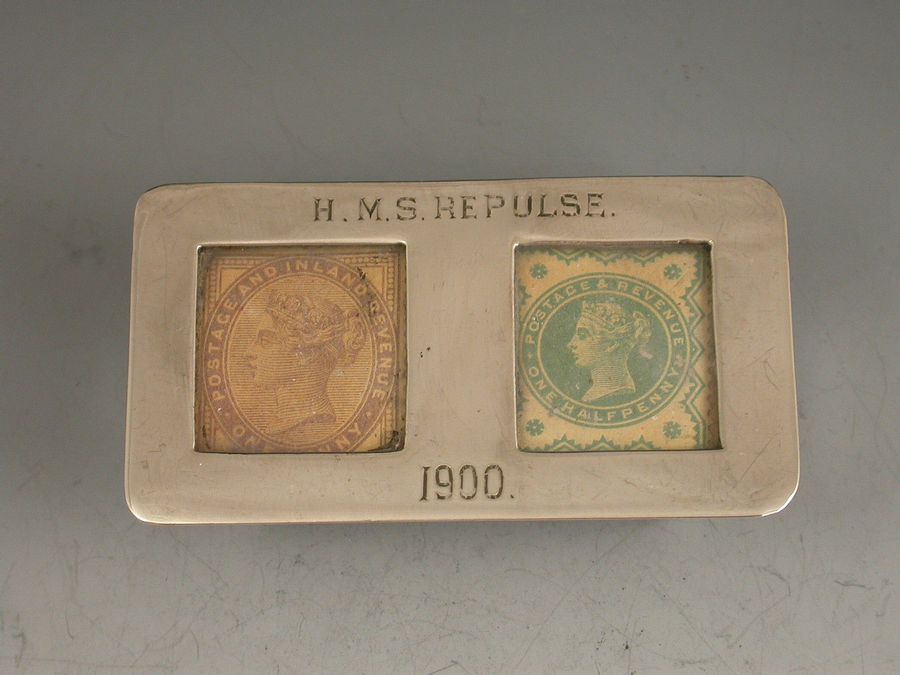 H.M.S. REPULSE.
POSTAGE AND INLAND REVENUE
POSTAGE & REVENUE
ONE HALFPENNY
1900.